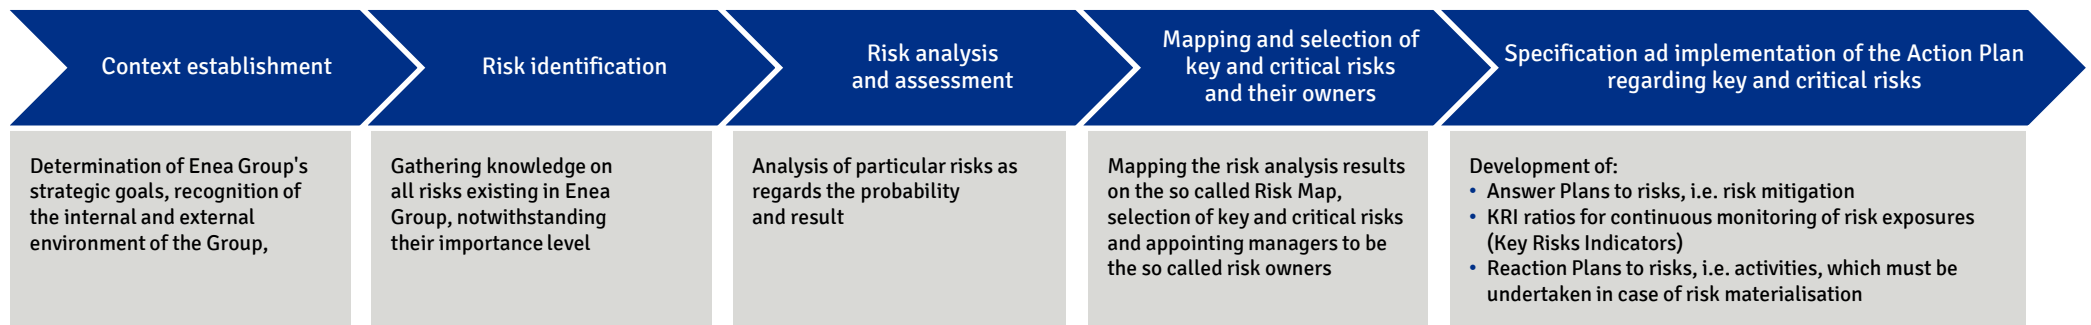 Context establishment
Risk identification
Risk analysis
and assessment
Mapping and selection of
key and critical risks
and their owners
Specification ad implementation of the Action Plan
regarding key and critical risks
Determination of Enea Group's
strategic goals, recognition of
the internal and external
environment of the Group,
Gathering knowledge on
all risks existing in Enea
Group, notwithstanding
their importance level
Analysis of particular risks as
regards the probability
and result
Mapping the risk analysis results
on the so called Risk Map,
selection of key and critical risks
and appointing managers to be
the so called risk owners
Development of:
• Answer Plans to risks, i.e. risk mitigation
• KRI ratios for continuous monitoring of risk exposures
(Key Risks Indicators)
• Reaction Plans to risks, i.e. activities, which must be
undertaken in case of risk materialisation